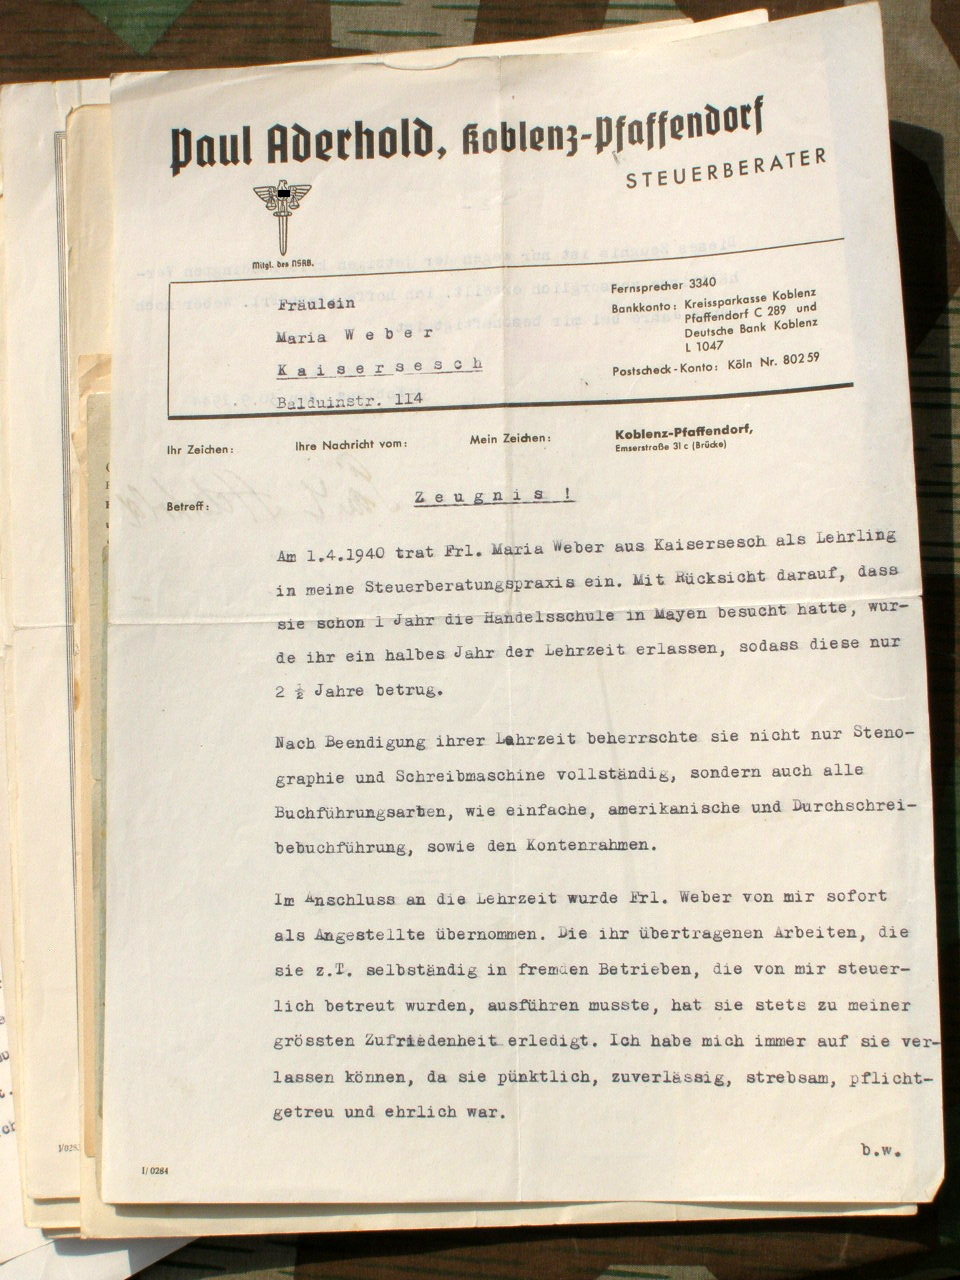 Paul Aderhold, Koblenz-Pfaffendorf
STEUERBERATER
Mitgl. des NSRB.
Fräulein
Maria Weber
Kaisersesch
Balduinstr. 114
Fernsprecher 3340
Bankkonto: Kreissparkasse Koblenz
Pfaffendorf C 289 und
Deutsche Bank Koblenz
L 1047
Postscheck-Konto: Köln Nr. 80259
Ihr Zeichen: Ihre Nachricht vom: Mein Zeichen: Koblenz-Pfaffendorf,
Emserstraße 31c (Brücke)
Betreff: Zeugnis !
Am 1.4.1940 trat Frl. Maria Weber aus Kaisersesch als Lehrling
in meine Steuerberatungspraxis ein. Mit Rücksicht darauf, dass
sie schon 1 Jahr die Handelsschule in Mayen besucht hatte, wur-
de ihr ein halbes Jahr der Lehrzeit erlassen, sodass diese nur
2 ½ Jahre betrug.
Nach Beendigung ihrer Lehrzeit beherrschte sie nicht nur Steno-
graphie und Schreibmaschine vollständig, sondern auch alle
Buchführungsarten, wie einfache, amerikanische und Durchschrei-
bebuchführung, sowie den Kontenrahmen.
Im Anschluss an die Lehrzeit wurde Frl. Weber von mir sofort
als Angestellte übernommen. Die ihr übertragenen Arbeiten, die
sie z.T. selbständig in fremden Betrieben, die von mir steuer-
lich betreut wurden, ausführen musste, hat sie stets zu meiner
grössten Zufriedenheit erledigt. Ich habe mich immer auf sie ver-
lassen können, da sie pünktlich, zuverlässig, strebsam, pflicht-
getreu und ehrlich war.
b.w.
I/0284